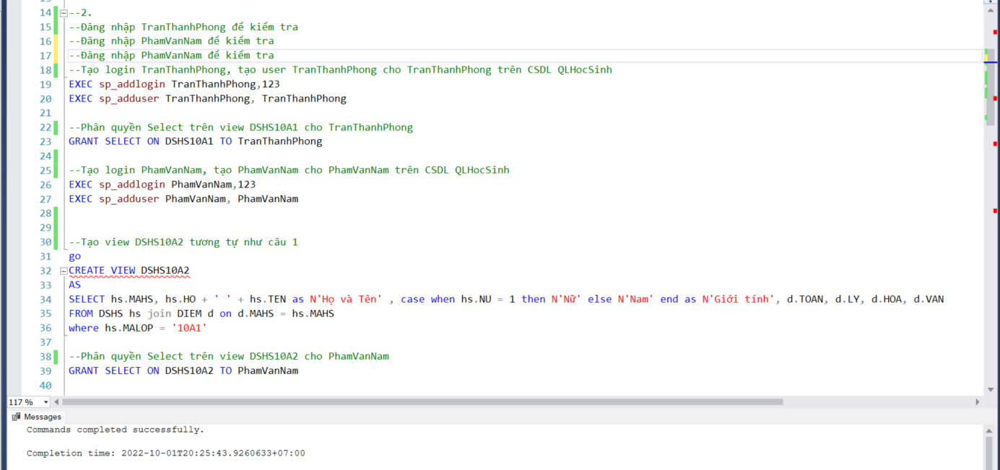 14 --2.
15 --Đăng nhập TranThanhPhong để kiểm tra
16 --Đăng nhập PhamVanNam để kiểm tra
17 --Đăng nhập PhamVanNam để kiểm tra
18 --Tạo login TranThanhPhong, tạo user TranThanhPhong cho TranThanhPhong trên CSDL QLHocSinh
19 EXEC sp_addlogin TranThanhPhong,123
20 EXEC sp_adduser TranThanhPhong, TranThanhPhong
21
22 --Phân quyền Select trên view DSHS10A1 cho TranThanhPhong
23 GRANT SELECT ON DSHS10A1 TO TranThanhPhong
24
25 --Tạo login PhamVanNam, tạo PhamVanNam cho PhamVanNam trên CSDL QLHocSinh
26 EXEC sp_addlogin PhamVanNam,123
27 EXEC sp_adduser PhamVanNam, PhamVanNam
28
29
30 --Tạo view DSHS10A2 tương tự như câu 1
31 go
32 CREATE VIEW DSHS10A2
33 AS
34 SELECT hs.MAHS, hs.HO + ' ' + hs.TEN as N'Họ và Tên' , case when hs.NU = 1 then N'Nữ' else N'Nam' end as N'Giới tính', d.TOAN, d.LY, d.HOA, d.VAN
35 FROM DSHS hs join DIEM d on d.MAHS = hs.MAHS
36 where hs.MALOP = '10A1'
37
38 --Phân quyền Select trên view DSHS10A2 cho PhamVanNam
39 GRANT SELECT ON DSHS10A2 TO PhamVanNam
40
117 %
Messages
Commands completed successfully.
Completion time: 2022-10-01T20:25:43.9260633+07:00